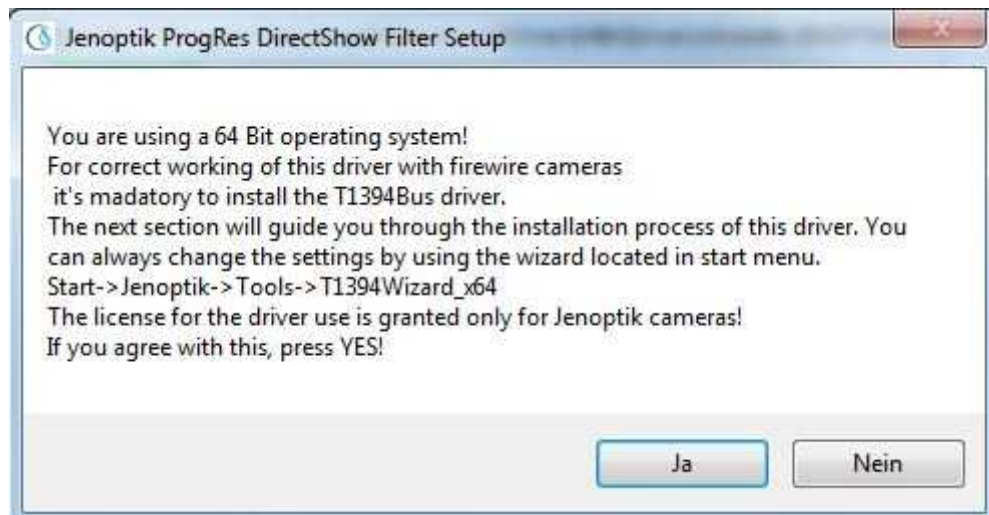 Jenoptik ProgRes DirectShow Filter Setup
You are using a 64 Bit operating system!
For correct working of this driver with firewire cameras
it's madatory to install the T1394Bus driver.
The next section will guide you through the installation process of this driver. You
can always change the settings by using the wizard located in start menu.
Start->Jenoptik->Tools->T1394Wizard_x64
The license for the driver use is granted only for Jenoptik cameras!
If you agree with this, press YES!
Ja
Nein